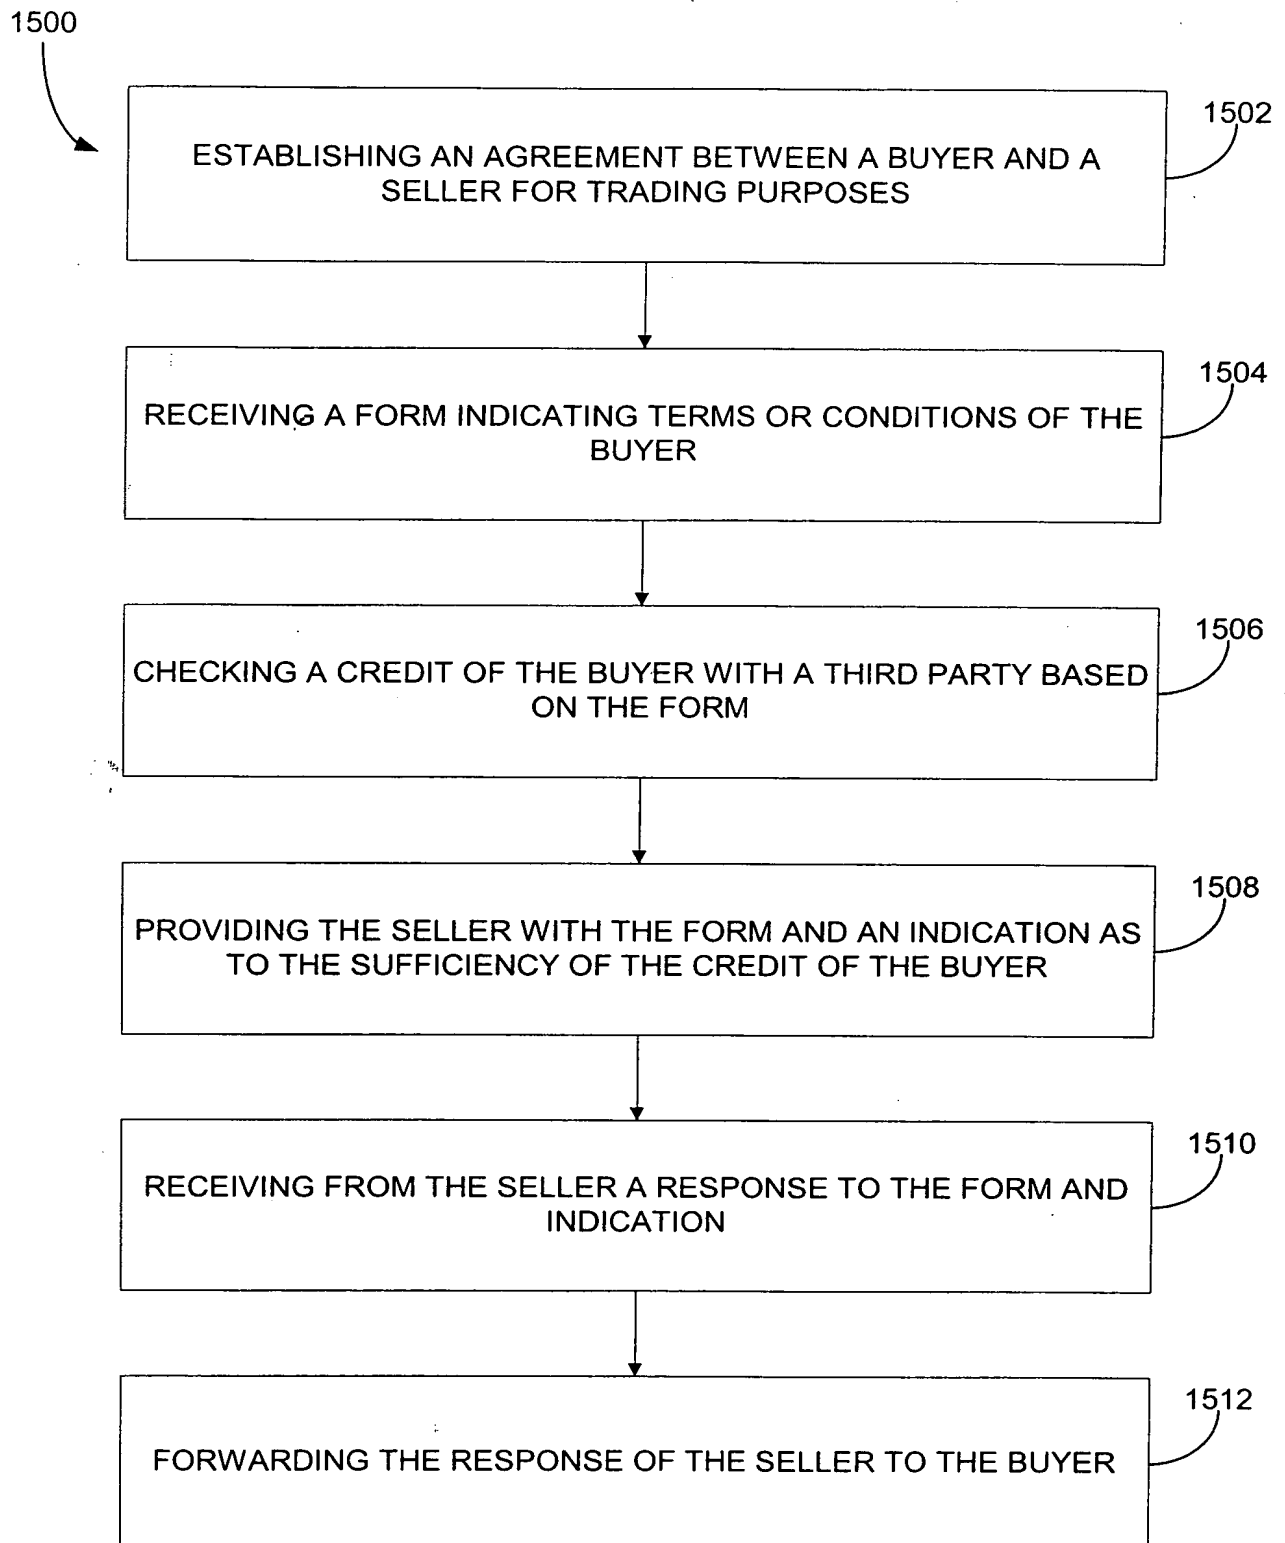 1500
1502
ESTABLISHING AN AGREEMENT BETWEEN A BUYER AND A
SELLER FOR TRADING PURPOSES
1504
RECEIVING A FORM INDICATING TERMS OR CONDITIONS OF THE
BUYER
1506
CHECKING A CREDIT OF THE BUYER WITH A THIRD PARTY BASED
ON THE FORM
1508
PROVIDING THE SELLER WITH THE FORM AND AN INDICATION AS
TO THE SUFFICIENCY OF THE CREDIT OF THE BUYER
1510
RECEIVING FROM THE SELLER A RESPONSE TO THE FORM AND
INDICATION
1512
FORWARDING THE RESPONSE OF THE SELLER TO THE BUYER